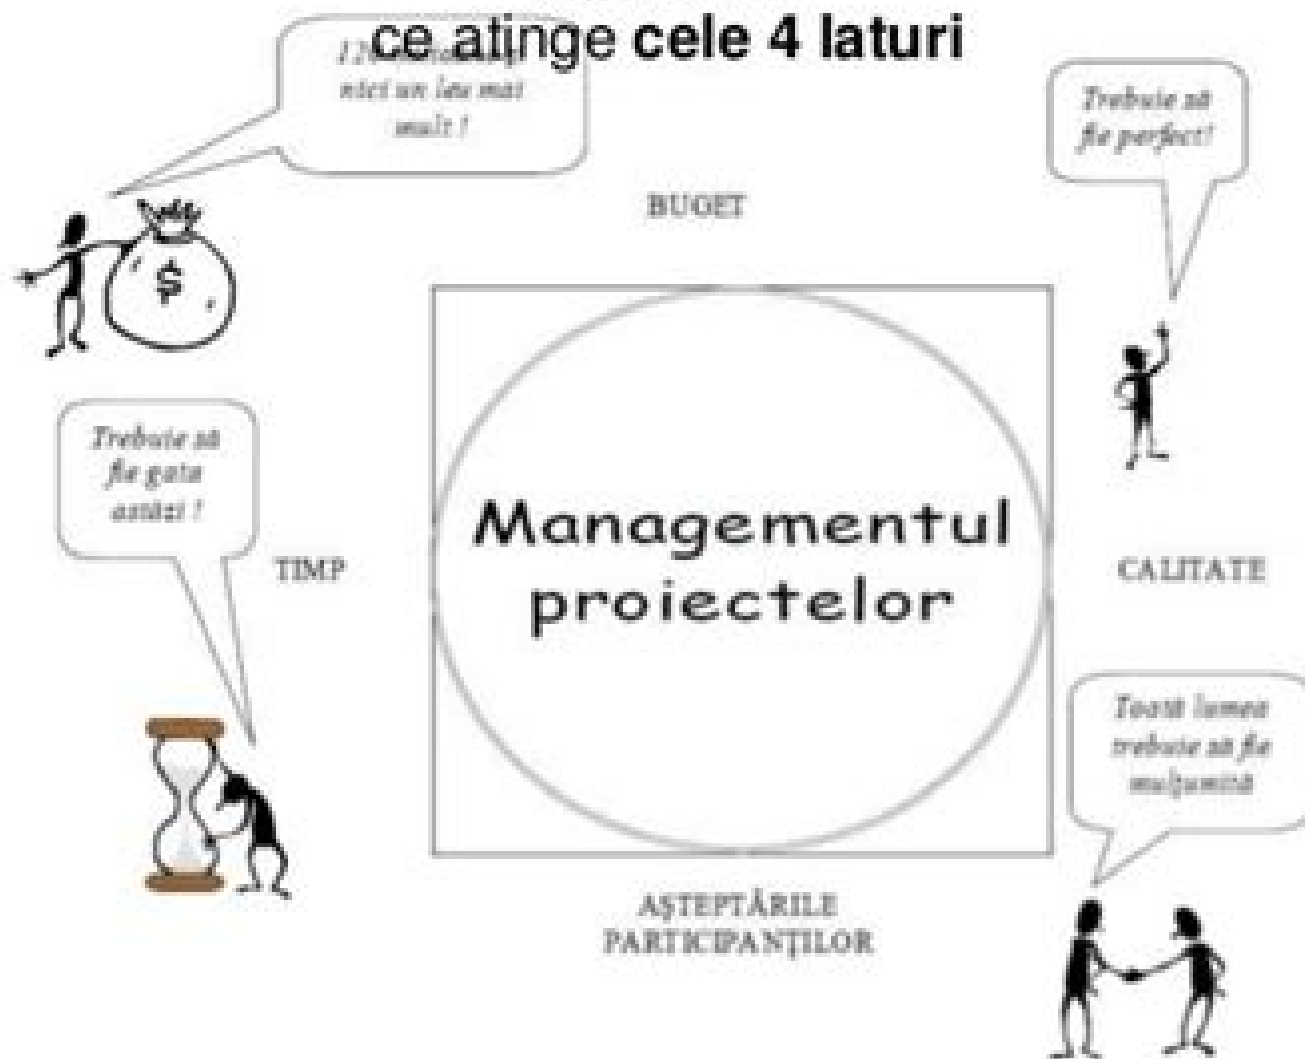 ce atinge cele 4 laturi
nici un leu mai
mult !
Trebuie să
fie perfect!
BUGET
$
Trebuie să
fie gata
astăzi !
TIMP
Managementul
proiectelor
CALITATE
Toată lumea
trebuie să fie
mulţumită
AŞTEPTĂRILE
PARTICIPANŢILOR